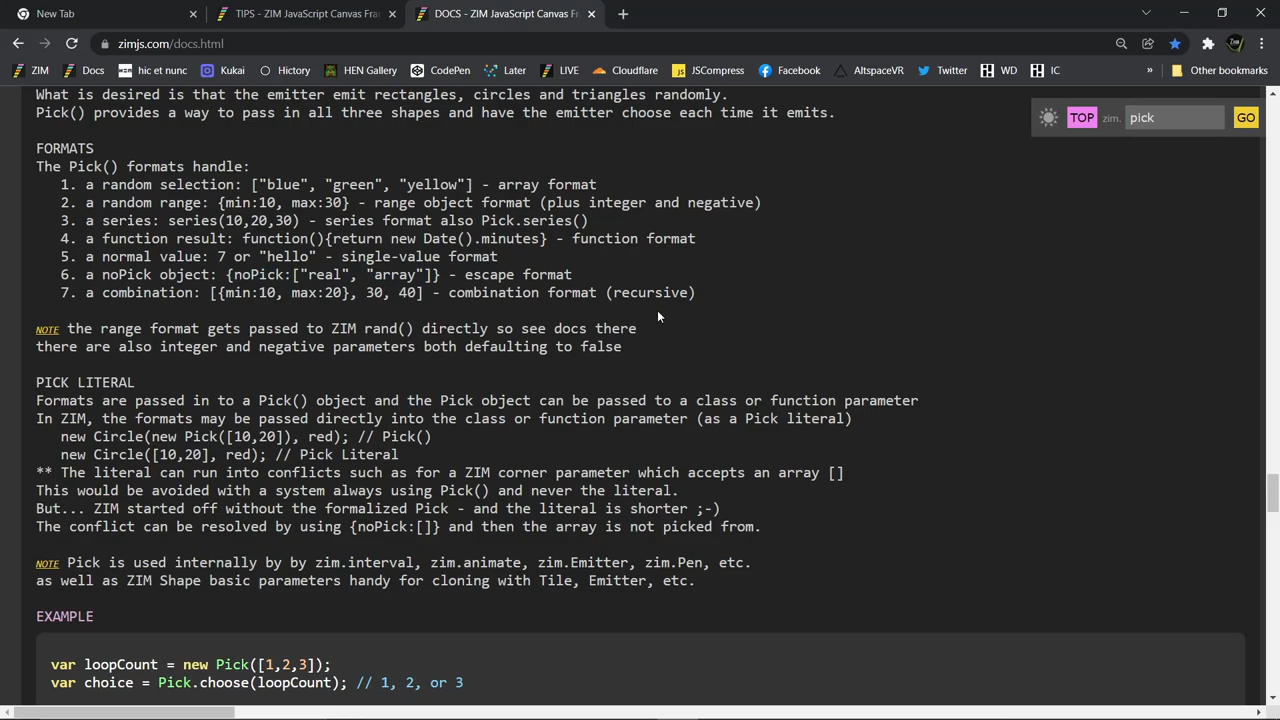 New Tab
TIPS - ZIM JavaScript Canvas Fra
DOCS - ZIM JavaScript Canvas Fr
zimjs.com/docs.html
ZIM
Docs
hic et nunc
Kukai
Hictory
HEN Gallery
CodePen
Later
LIVE
Cloudflare
JS JSCompress
Facebook
AltspaceVR
Twitter
WD
IC
»
Other bookmarks
TOP zim. pick GO
What is desired is that the emitter emit rectangles, circles and triangles randomly.
Pick() provides a way to pass in all three shapes and have the emitter choose each time it emits.
FORMATS
The Pick() formats handle:
1. a random selection: ["blue", "green", "yellow"] - array format
2. a random range: {min:10, max:30} - range object format (plus integer and negative)
3. a series: series(10,20,30) - series format also Pick.series()
4. a function result: function(){return new Date().minutes} - function format
5. a normal value: 7 or "hello" - single-value format
6. a noPick object: {noPick:["real", "array"]} - escape format
7. a combination: [{min:10, max:20}, 30, 40] - combination format (recursive)
NOTE the range format gets passed to ZIM rand() directly so see docs there
there are also integer and negative parameters both defaulting to false
PICK LITERAL
Formats are passed in to a Pick() object and the Pick object can be passed to a class or function parameter
In ZIM, the formats may be passed directly into the class or function parameter (as a Pick literal)
new Circle(new Pick([10,20]), red); // Pick()
new Circle([10,20], red); // Pick Literal
** The literal can run into conflicts such as for a ZIM corner parameter which accepts an array []
This would be avoided with a system always using Pick() and never the literal.
But... ZIM started off without the formalized Pick - and the literal is shorter ;-)
The conflict can be resolved by using {noPick:[]} and then the array is not picked from.
NOTE Pick is used internally by by zim.interval, zim.animate, zim.Emitter, zim.Pen, etc.
as well as ZIM Shape basic parameters handy for cloning with Tile, Emitter, etc.
EXAMPLE
var loopCount = new Pick([1,2,3]);
var choice = Pick.choose(loopCount); // 1, 2, or 3